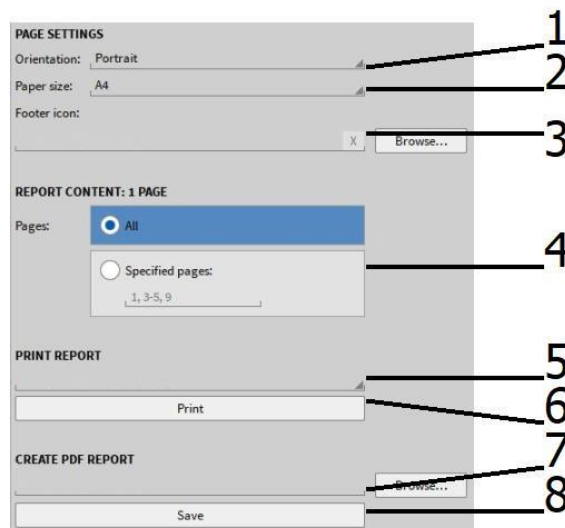 PAGE SETTINGS
1
Orientation: Portrait
2
Paper size: A4
Footer icon:
3
X Browse...
REPORT CONTENT: 1 PAGE
Pages: All
4
Specified pages:
1, 3-5, 9
PRINT REPORT
5
6
Print
7
CREATE PDF REPORT
Browse...
8
Save